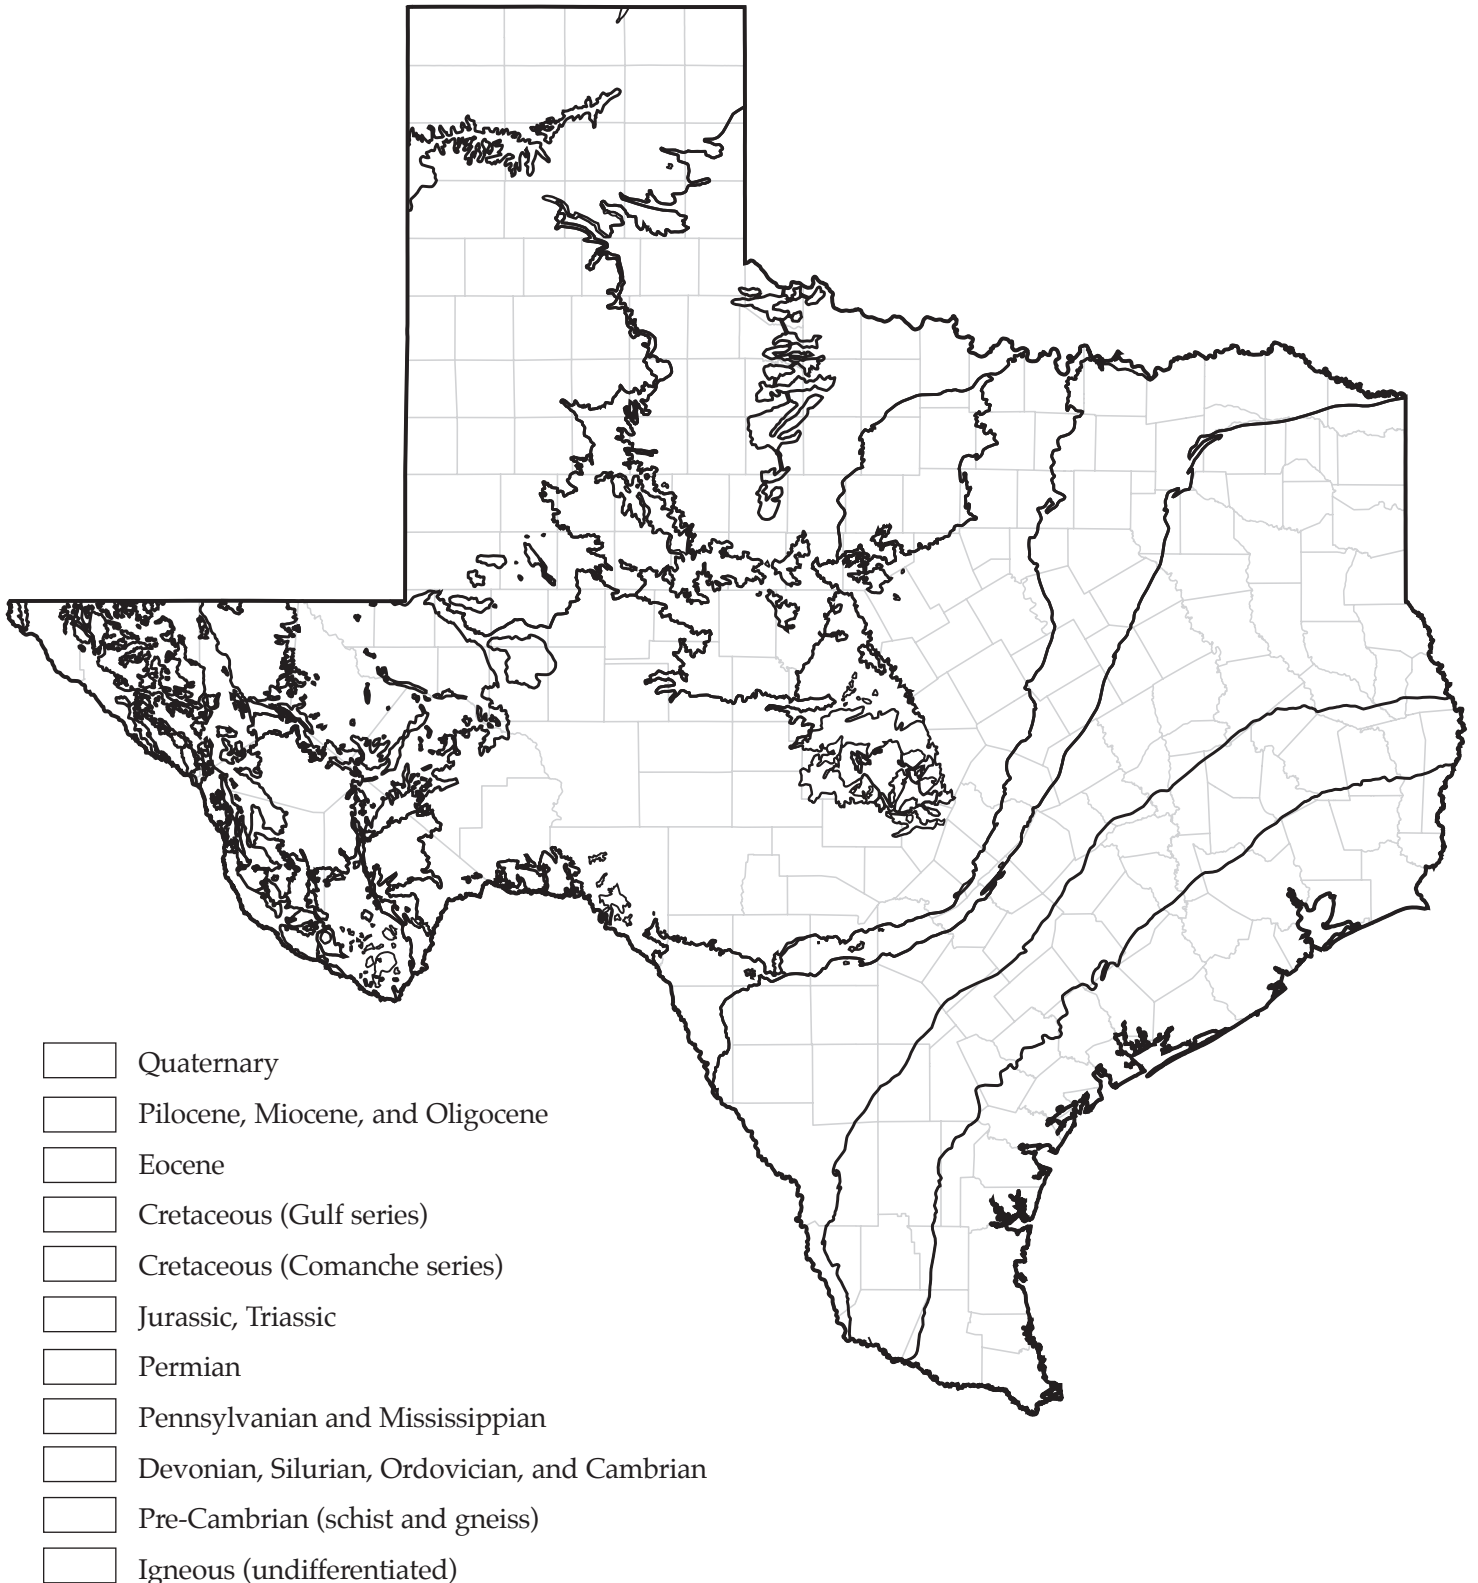 Quaternary
Pilocene, Miocene, and Oligocene
Eocene
Cretaceous (Gulf series)
Cretaceous (Comanche series)
Jurassic, Triassic
Permian
Pennsylvanian and Mississippian
Devonian, Silurian, Ordovician, and Cambrian
Pre-Cambrian (schist and gneiss)
Igneous (undifferentiated)